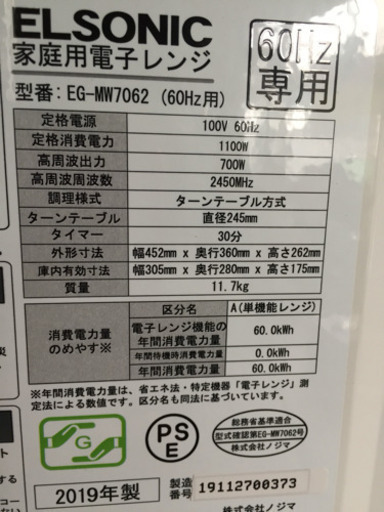 ELSONIC
家庭用電子レンジ
60Hz
専用
型番: EG-MW7062 (60Hz用)
定格電源 100V 60Hz
定格消費電力 1100W
高周波出力 700W
高周波周波数 2450MHz
調理様式 ターンテーブル方式
ターンテーブル 直径245mm
タイマー 30分
外形寸法 幅452mm x 奥行360mm x 高さ262mm
庫内有効寸法 幅305mm x 奥行280mm x 高さ175mm
質量 11.7kg
消費電力量
のめやす※
区分名 A(単機能レンジ)
電子レンジ機能の
年間消費電力量 60.0kWh
年間待機時消費電力量 0.0kWh
年間消費電力量 60.0kWh
※年間消費電力量は、省エネ法・特定機器「電子レンジ」測
定法による数値です。区分名も同法に基づいています。
G
PS
E
総務省基準適合
型式確認第EG-MW7062号
株式会社ノジマ
2019年製
製造
番号 19112700373
株式会社ノジマ